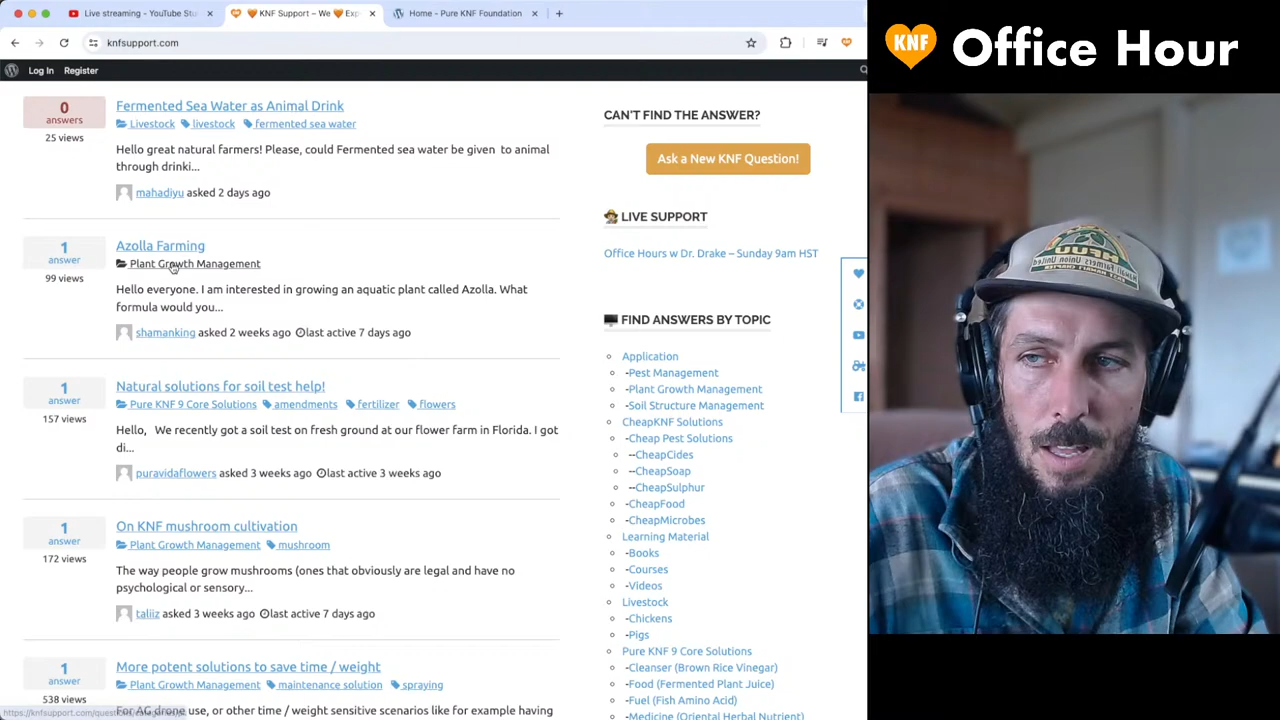 Live streaming - YouTube Stu
KNF Support – We
Exp
Home - Pure KNF Foundation
knfsupport.com
Log In
Register
0
answers
25 views
Fermented Sea Water as Animal Drink
Livestock livestock fermented sea water
Hello great natural farmers! Please, could Fermented sea water be given to animal
through drinki...
mahadiyu asked 2 days ago
1
answer
99 views
Azolla Farming
Plant Growth Management
Hello everyone. I am interested in growing an aquatic plant called Azolla. What
formula would you...
shamanking asked 2 weeks ago last active 7 days ago
1
answer
157 views
Natural solutions for soil test help!
Pure KNF 9 Core Solutions amendments fertilizer flowers
Hello, We recently got a soil test on fresh ground at our flower farm in Florida. I got
di...
puravidaflowers asked 3 weeks ago last active 3 weeks ago
1
answer
172 views
On KNF mushroom cultivation
Plant Growth Management mushroom
The way people grow mushrooms (ones that obviously are legal and have no
psychological or sensory...
taliiz asked 3 weeks ago last active 7 days ago
1
answer
538 views
More potent solutions to save time / weight
Plant Growth Management maintenance solution spraying
For AG drone use, or other time / weight sensitive scenarios like for example having
CAN'T FIND THE ANSWER?
Ask a New KNF Question!
LIVE SUPPORT
Office Hours w Dr. Drake – Sunday 9am HST
FIND ANSWERS BY TOPIC
Application
-Pest Management
-Plant Growth Management
-Soil Structure Management
CheapKNF Solutions
-Cheap Pest Solutions
--CheapCides
--CheapSoap
--CheapSulphur
-CheapFood
-CheapMicrobes
Learning Material
-Books
-Courses
-Videos
Livestock
-Chickens
-Pigs
Pure KNF 9 Core Solutions
-Cleanser (Brown Rice Vinegar)
-Food (Fermented Plant Juice)
-Fuel (Fish Amino Acid)
-Medicine (Oriental Herbal Nutrient)
KNF
Office Hour
Hawaii Farmers Union United